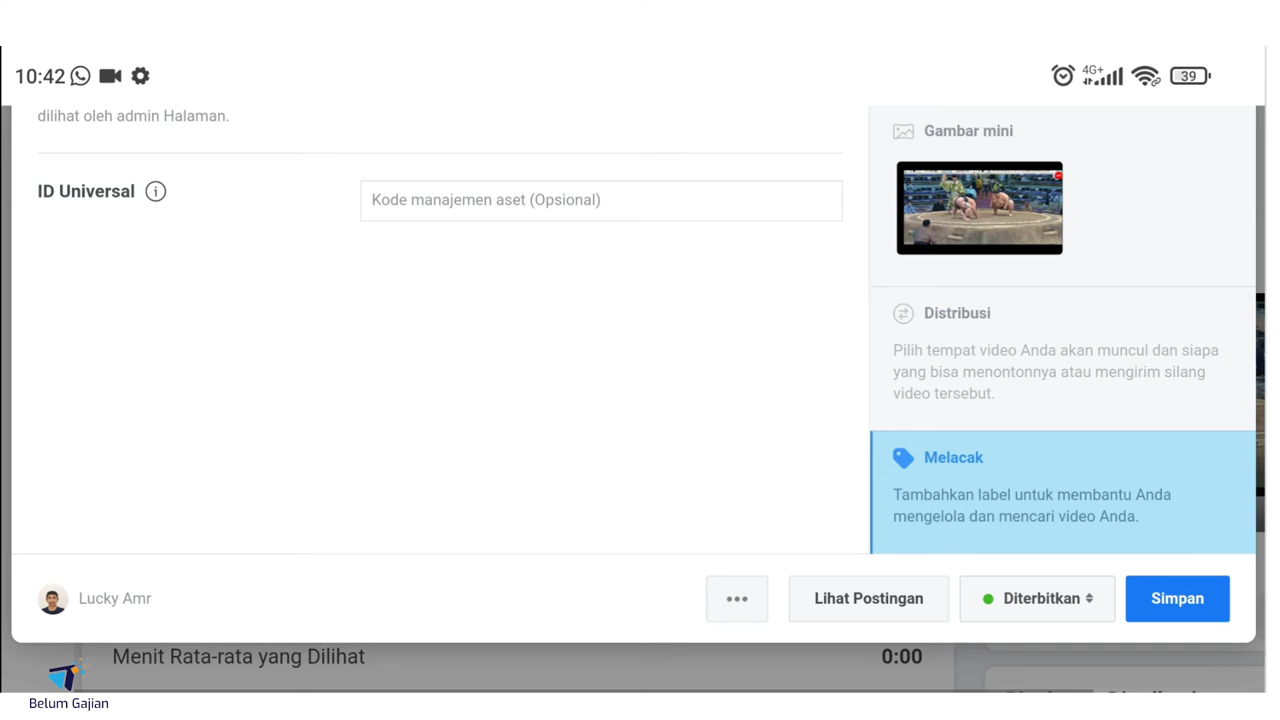 10:42
4G+
39
dilihat oleh admin Halaman.
ID Universal
Kode manajemen aset (Opsional)
Gambar mini
Distribusi
Pilih tempat video Anda akan muncul dan siapa
yang bisa menontonnya atau mengirim silang
video tersebut.
Melacak
Tambahkan label untuk membantu Anda
mengelola dan mencari video Anda.
Lucky Amr
•••
Lihat Postingan
Diterbitkan
Simpan
Menit Rata-rata yang Dilihat
0:00
Belum Gajian